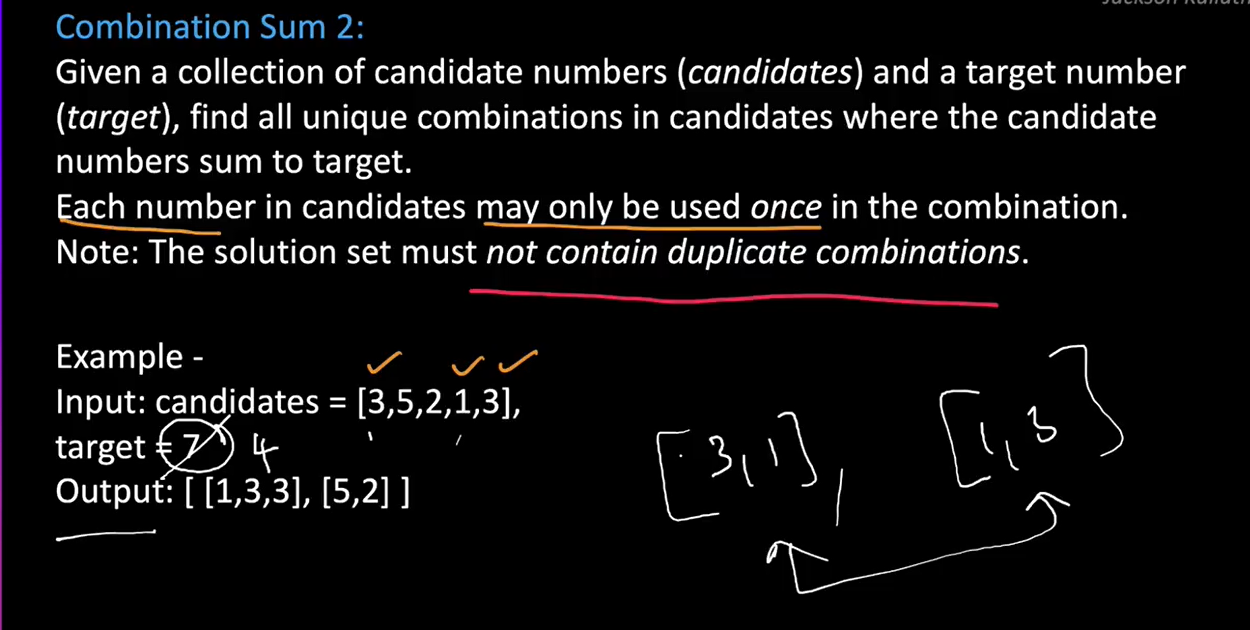 Combination Sum 2:
Given a collection of candidate numbers (candidates) and a target number
(target), find all unique combinations in candidates where the candidate
numbers sum to target.
Each number in candidates may only be used once in the combination.
Note: The solution set must not contain duplicate combinations.
Example -
Input: candidates = [3,5,2,1,3],
target = 7 4
Output: [ [1,3,3], [5,2] ]
[3,1], [1,3]